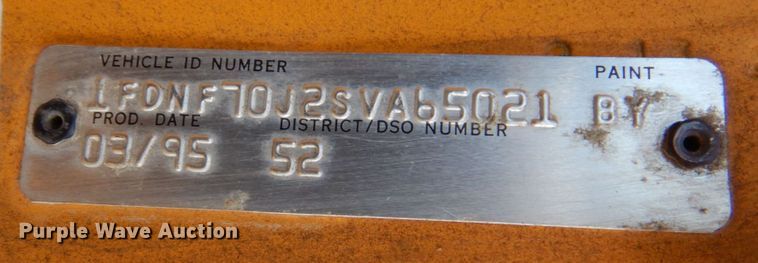 VEHICLE ID NUMBER PAINT
1FDNF70J2SVA65021 BY
PROD. DATE DISTRICT/DSO NUMBER
03/95 52
Purple Wave Auction